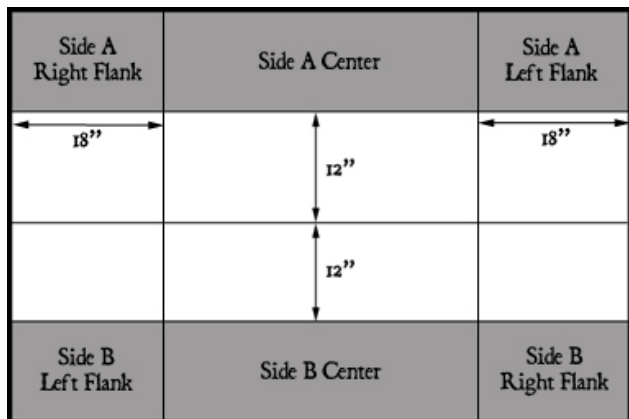 Side A
Right Flank
Side A Center
Side A
Left Flank
18”
18”
12”
12”
Side B
Left Flank
Side B Center
Side B
Right Flank